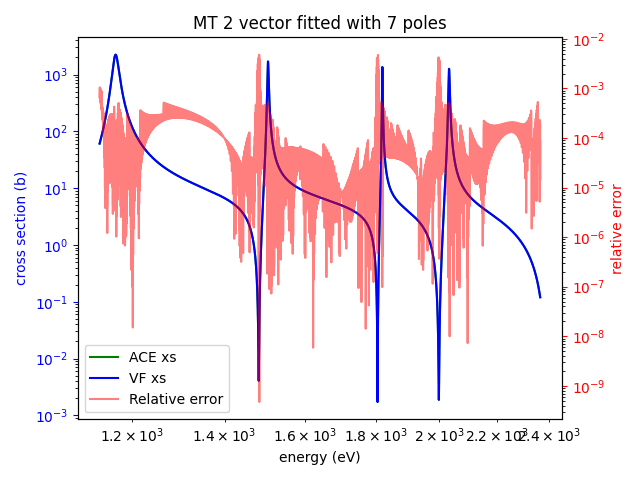 MT 2 vector fitted with 7 poles
10³
10²
10¹
10⁰
10⁻¹
10⁻²
10⁻³
cross section (b)
10⁻²
10⁻³
10⁻⁴
10⁻⁵
10⁻⁶
10⁻⁷
10⁻⁸
10⁻⁹
relative error
ACE xs
VF xs
Relative error
1.2 × 10³ 1.4 × 10³ 1.6 × 10³ 1.8 × 10³ 2 × 10³ 2.2 × 10³ 2.4 × 10³
energy (eV)